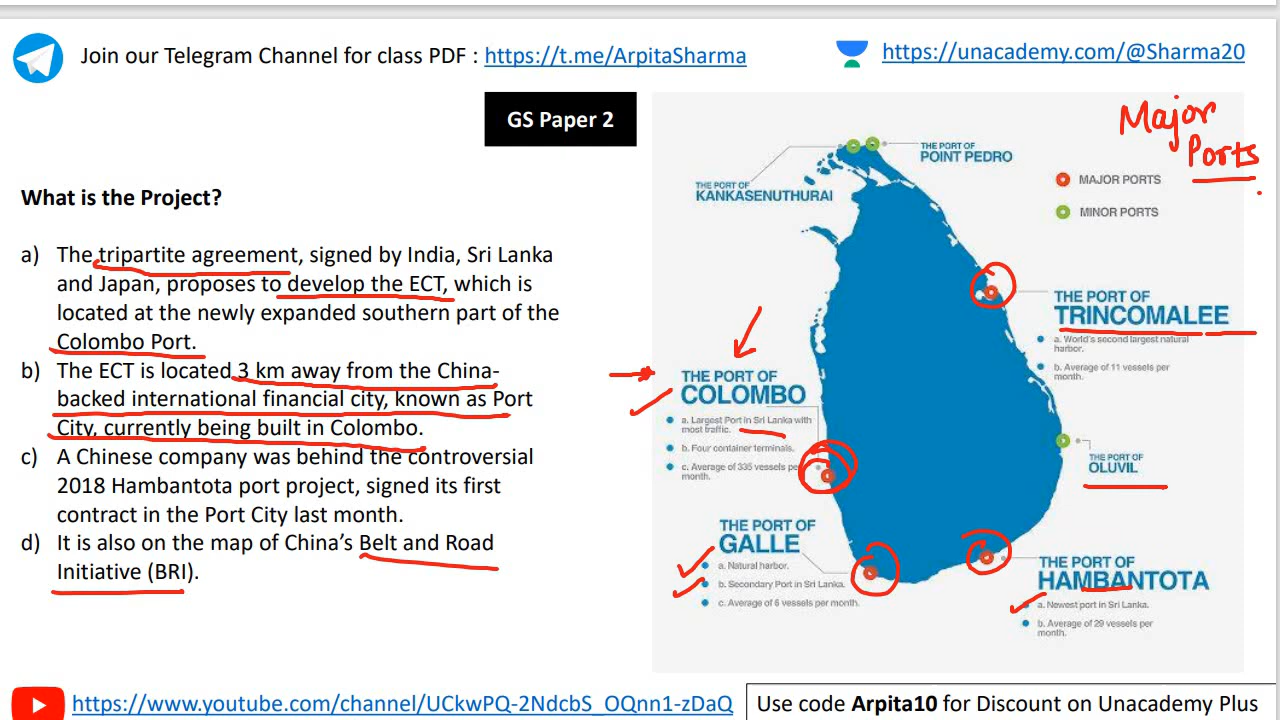 Join our Telegram Channel for class PDF : https://t.me/ArpitaSharma
https://unacademy.com/@Sharma20
GS Paper 2
Major
Ports
What is the Project?
a) The tripartite agreement, signed by India, Sri Lanka
and Japan, proposes to develop the ECT, which is
located at the newly expanded southern part of the
Colombo Port.
b) The ECT is located 3 km away from the China-
backed international financial city, known as Port
City, currently being built in Colombo.
c) A Chinese company was behind the controversial
2018 Hambantota port project, signed its first
contract in the Port City last month.
d) It is also on the map of China's Belt and Road
Initiative (BRI).
THE PORT OF
POINT PEDRO
THE PORT OF
KANKASENUTHURAI
MAJOR PORTS
MINOR PORTS
THE PORT OF
TRINCOMALEE
a. World's second largest natural
harbor.
b. Average of 11 vessels per
month.
THE PORT OF
COLOMBO
a. Largest Port in Sri Lanka with
most traffic.
b. Four container terminals.
c. Average of 335 vessels per
month.
THE PORT OF
OLUVIL
THE PORT OF
GALLE
a. Natural harbor.
b. Secondary Port in Sri Lanka.
c. Average of 6 vessels per month.
THE PORT OF
HAMBANTOTA
a. Newest port in Sri Lanka.
b. Average of 29 vessels per
month.
https://www.youtube.com/channel/UCkwPQ-2NdcbS_OQnn1-zDaQ
Use code Arpita10 for Discount on Unacademy Plus